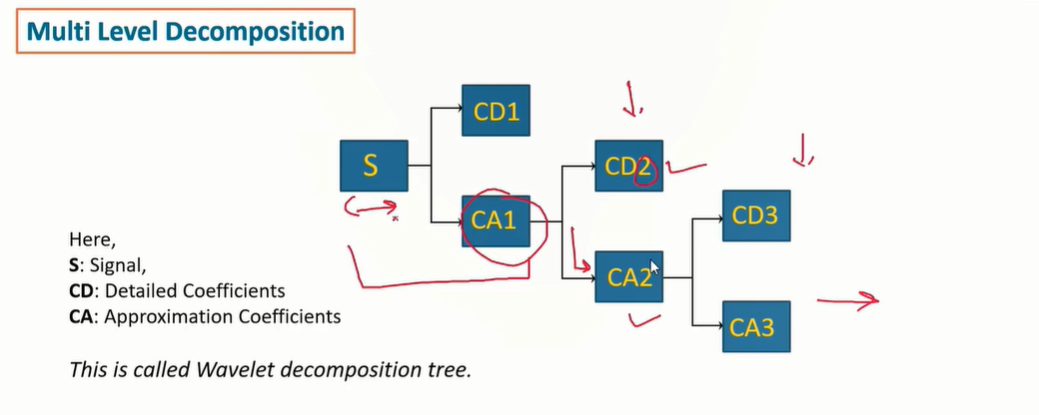 Multi Level Decomposition
CD1
S
CD2
CA1
CD3
Here,
S: Signal,
CA2
CD: Detailed Coefficients
CA: Approximation Coefficients
CA3
This is called Wavelet decomposition tree.